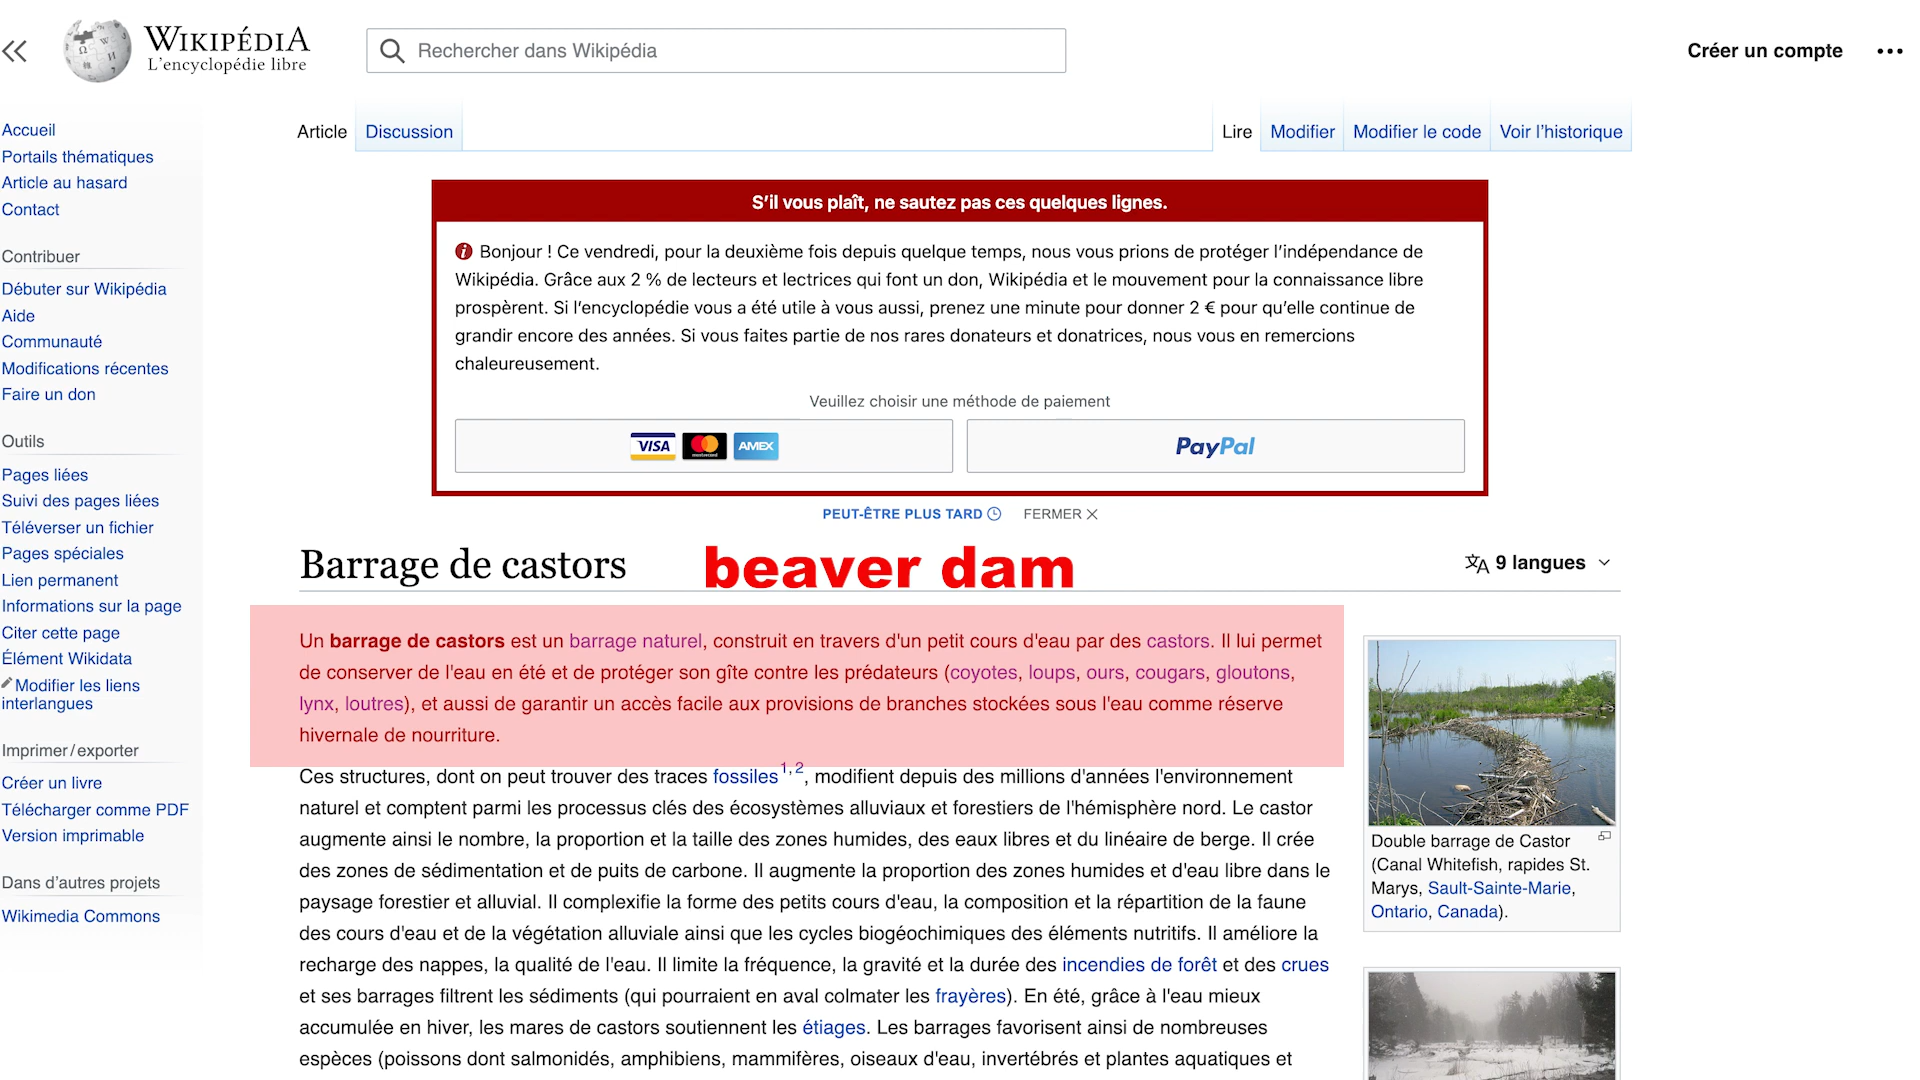 WIKIPÉDIA
L'encyclopédie libre
Rechercher dans Wikipédia
Créer un compte
Accueil
Portails thématiques
Article au hasard
Contact
Contribuer
Débuter sur Wikipédia
Aide
Communauté
Modifications récentes
Faire un don
Outils
Pages liées
Suivi des pages liées
Téléverser un fichier
Pages spéciales
Lien permanent
Informations sur la page
Citer cette page
Élément Wikidata
Modifier les liens
interlangues
Imprimer / exporter
Créer un livre
Télécharger comme PDF
Version imprimable
Dans d'autres projets
Wikimedia Commons
Article Discussion Lire Modifier Modifier le code Voir l'historique
S'il vous plaît, ne sautez pas ces quelques lignes.
Bonjour ! Ce vendredi, pour la deuxième fois depuis quelque temps, nous vous prions de protéger l'indépendance de
Wikipédia. Grâce aux 2 % de lecteurs et lectrices qui font un don, Wikipédia et le mouvement pour la connaissance libre
prospèrent. Si l'encyclopédie vous a été utile à vous aussi, prenez une minute pour donner 2 € pour qu'elle continue de
grandir encore des années. Si vous faites partie de nos rares donateurs et donatrices, nous vous en remercions
chaleureusement.
Veuillez choisir une méthode de paiement
VISA mastercard AMEX PayPal
PEUT-ÊTRE PLUS TARD FERMER
Barrage de castors beaver dam 9 langues
Un barrage de castors est un barrage naturel, construit en travers d'un petit cours d'eau par des castors. Il lui permet
de conserver de l'eau en été et de protéger son gîte contre les prédateurs (coyotes, loups, ours, cougars, gloutons,
lynx, loutres), et aussi de garantir un accès facile aux provisions de branches stockées sous l'eau comme réserve
hivernale de nourriture.
Ces structures, dont on peut trouver des traces fossiles1, 2, modifient depuis des millions d'années l'environnement
naturel et comptent parmi les processus clés des écosystèmes alluviaux et forestiers de l'hémisphère nord. Le castor
augmente ainsi le nombre, la proportion et la taille des zones humides, des eaux libres et du linéaire de berge. Il crée
des zones de sédimentation et de puits de carbone. Il augmente la proportion des zones humides et d'eau libre dans le
paysage forestier et alluvial. Il complexifie la forme des petits cours d'eau, la composition et la répartition de la faune
des cours d'eau et de la végétation alluviale ainsi que les cycles biogéochimiques des éléments nutritifs. Il améliore la
recharge des nappes, la qualité de l'eau. Il limite la fréquence, la gravité et la durée des incendies de forêt et des crues
et ses barrages filtrent les sédiments (qui pourraient en aval colmater les frayères). En été, grâce à l'eau mieux
accumulée en hiver, les mares de castors soutiennent les étiages. Les barrages favorisent ainsi de nombreuses
espèces (poissons dont salmonidés, amphibiens, mammifères, oiseaux d'eau, invertébrés et plantes aquatiques et
Double barrage de Castor
(Canal Whitefish, rapides St.
Marys, Sault-Sainte-Marie,
Ontario, Canada).